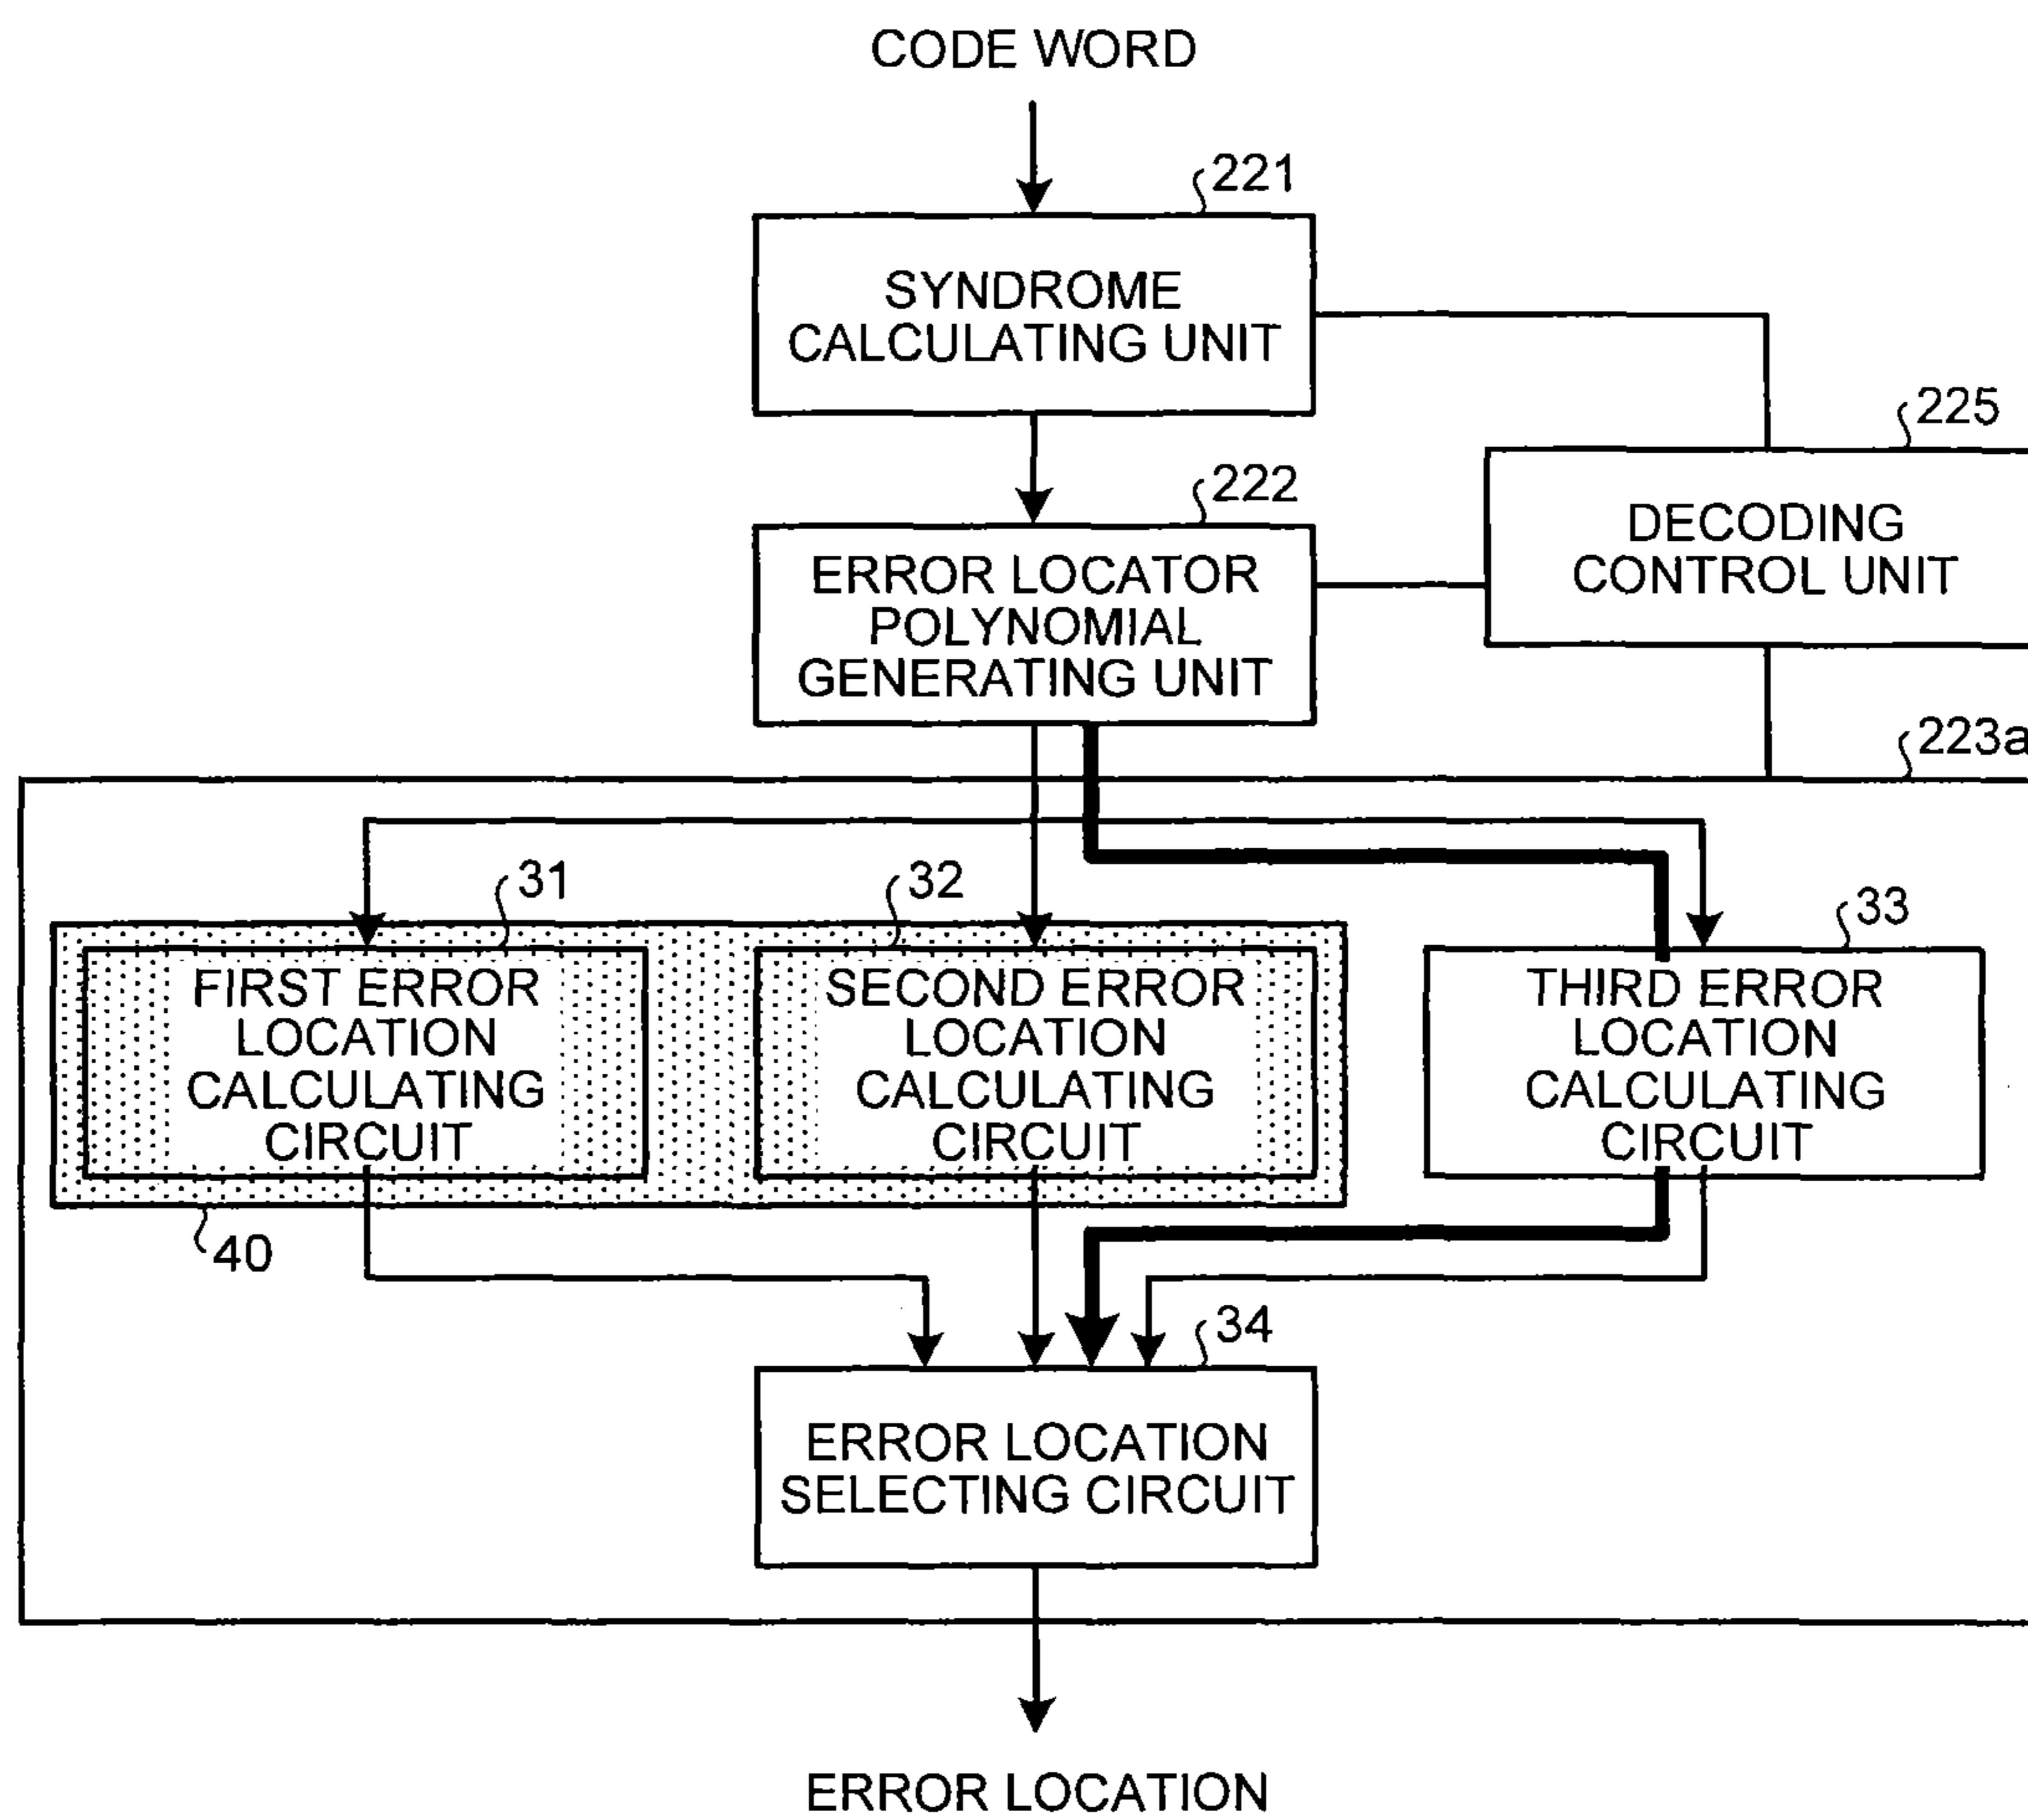 CODE WORD
221
SYNDROME
CALCULATING UNIT
225
DECODING
CONTROL UNIT
222
ERROR LOCATOR
POLYNOMIAL
GENERATING UNIT
223a
31
32
33
FIRST ERROR
LOCATION
CALCULATING
CIRCUIT
SECOND ERROR
LOCATION
CALCULATING
CIRCUIT
THIRD ERROR
LOCATION
CALCULATING
CIRCUIT
40
34
ERROR LOCATION
SELECTING CIRCUIT
ERROR LOCATION